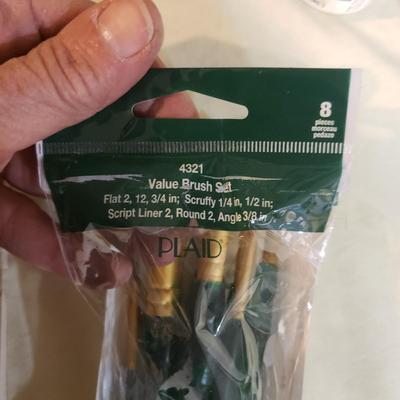 8
pieces
morceau
pedazo
4321
Value Brush Set
Flat 2, 12, 3/4 in; Scruffy 1/4 in, 1/2 in;
Script Liner 2, Round 2, Angle 3/8 in
PLAID®